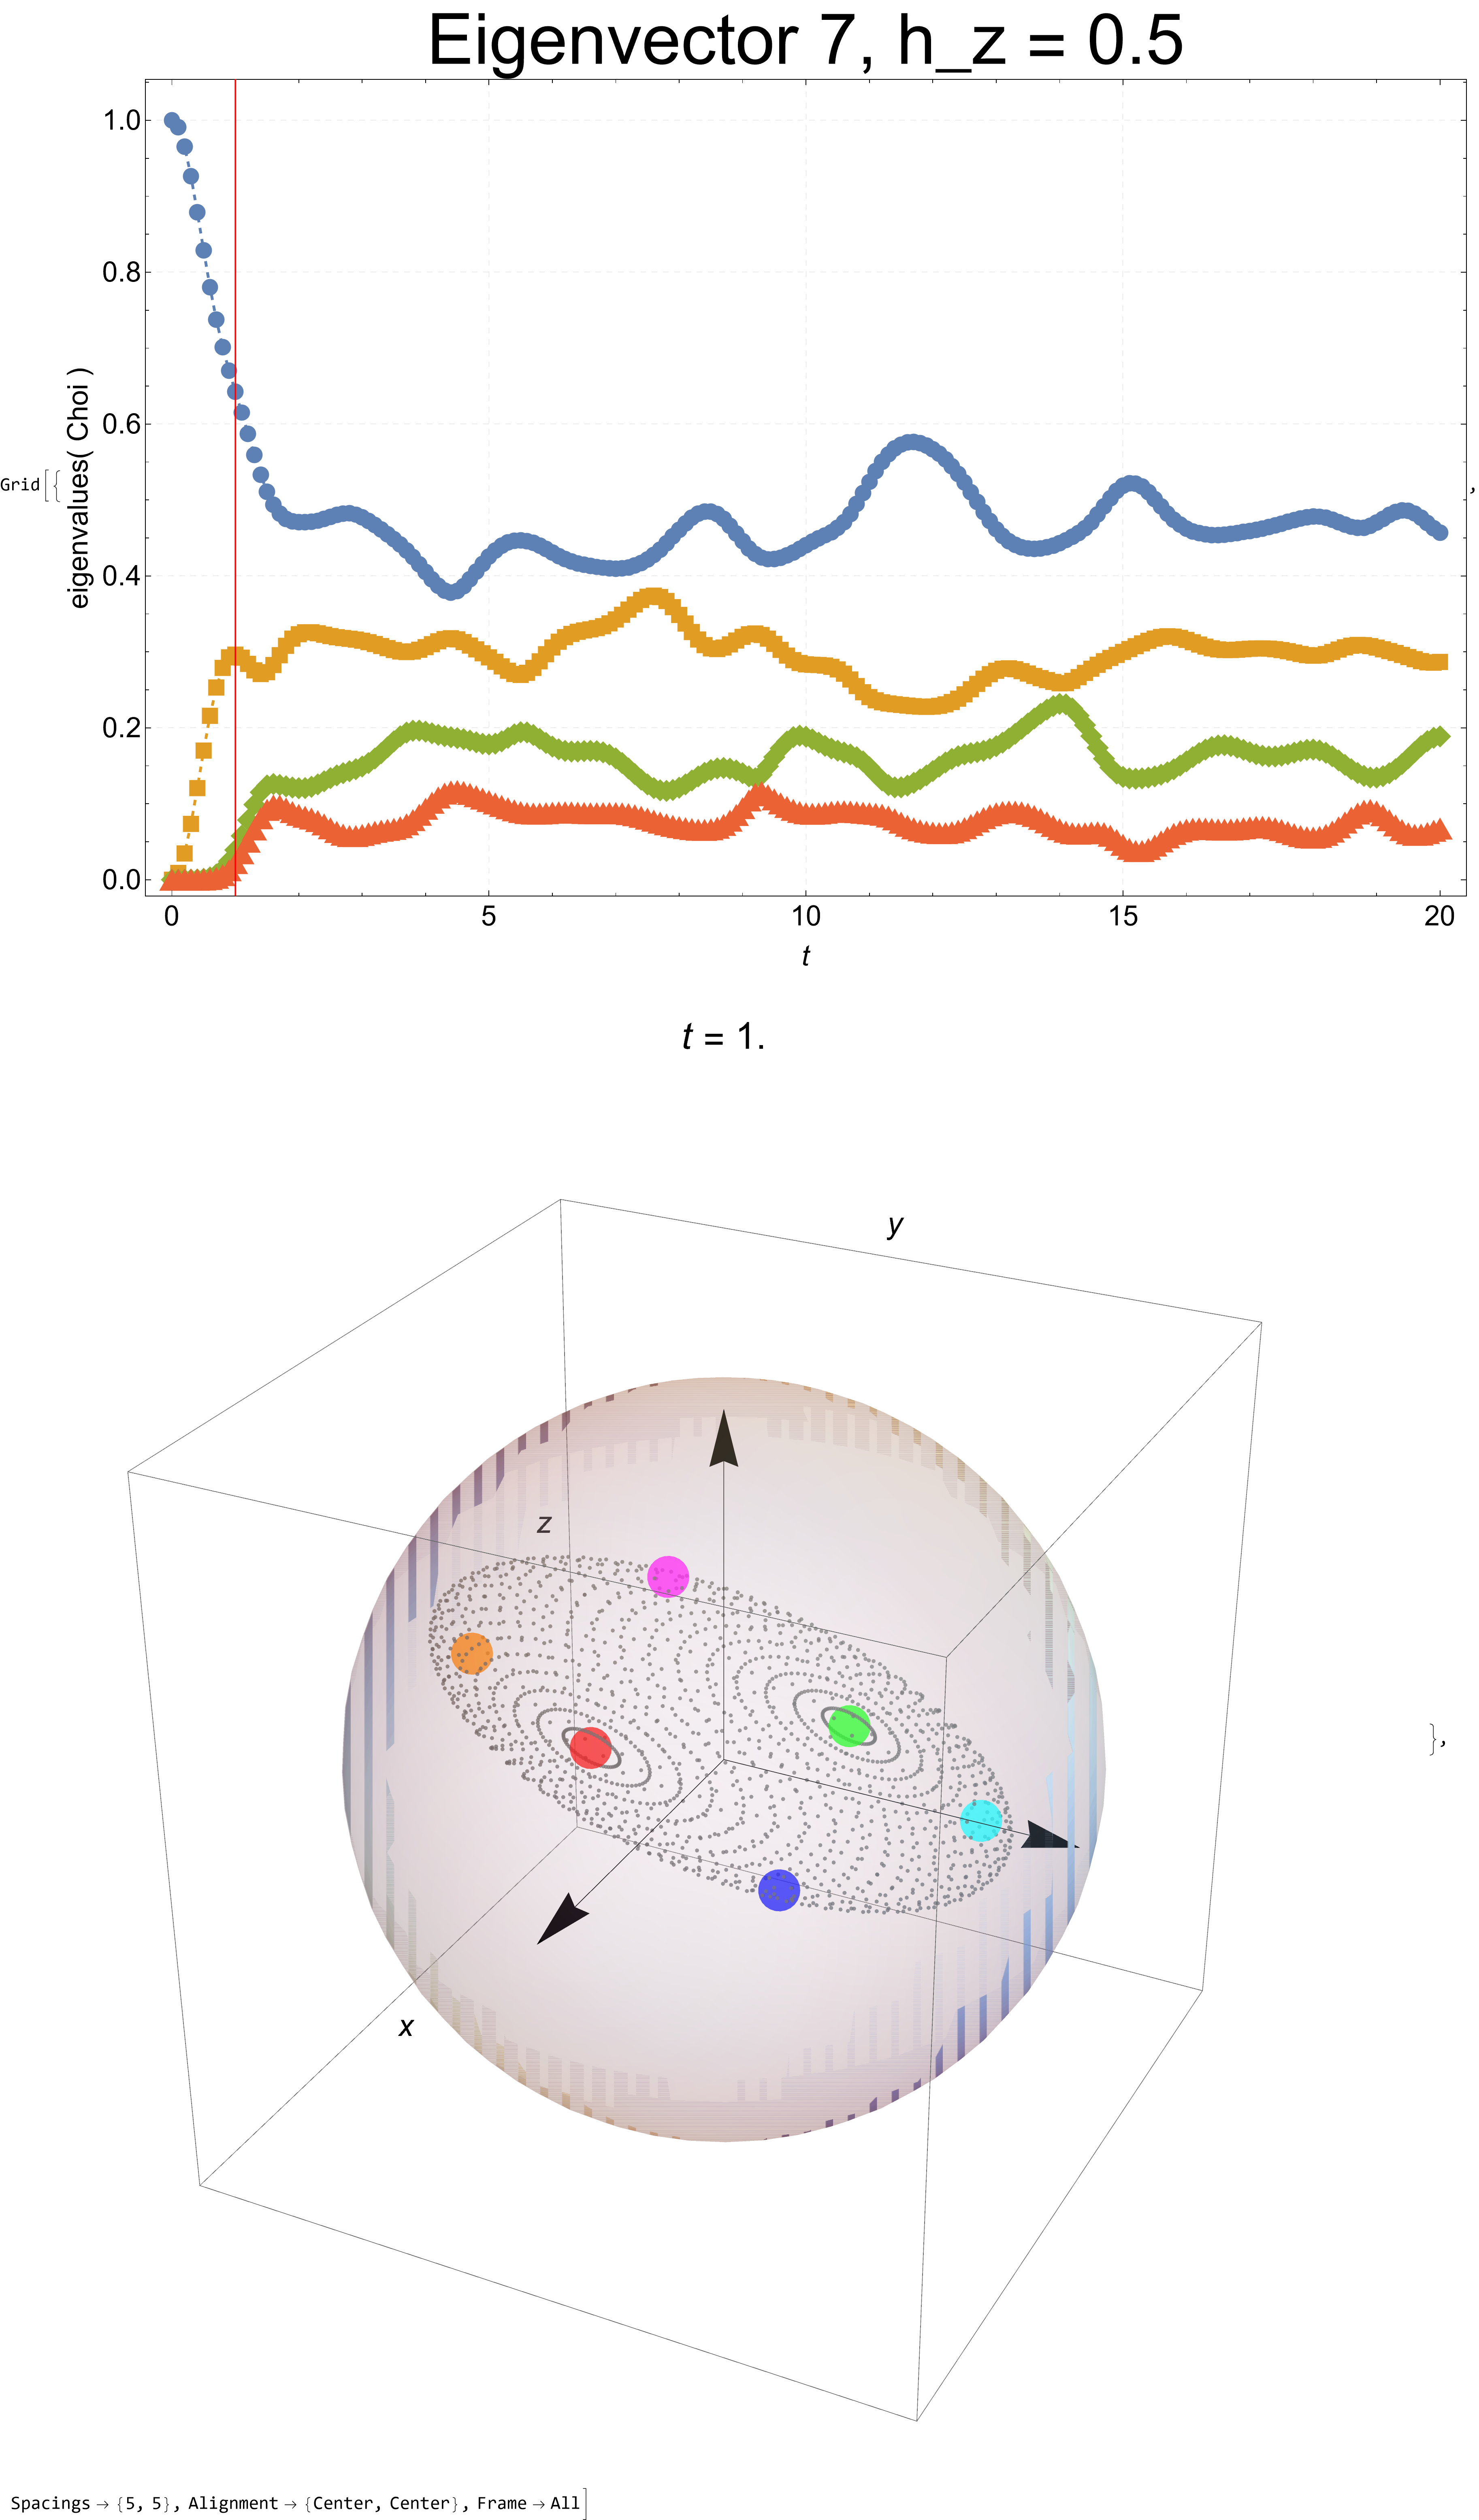 Eigenvector 7, h_z = 0.5
1.0
0.8
0.6
0.4
0.2
0.0
eigenvalues( Choi )
Grid[{
,
0 5 10 15 20
t
t = 1.
y
z
x
},
Spacings → {5, 5}, Alignment → {Center, Center}, Frame → All]